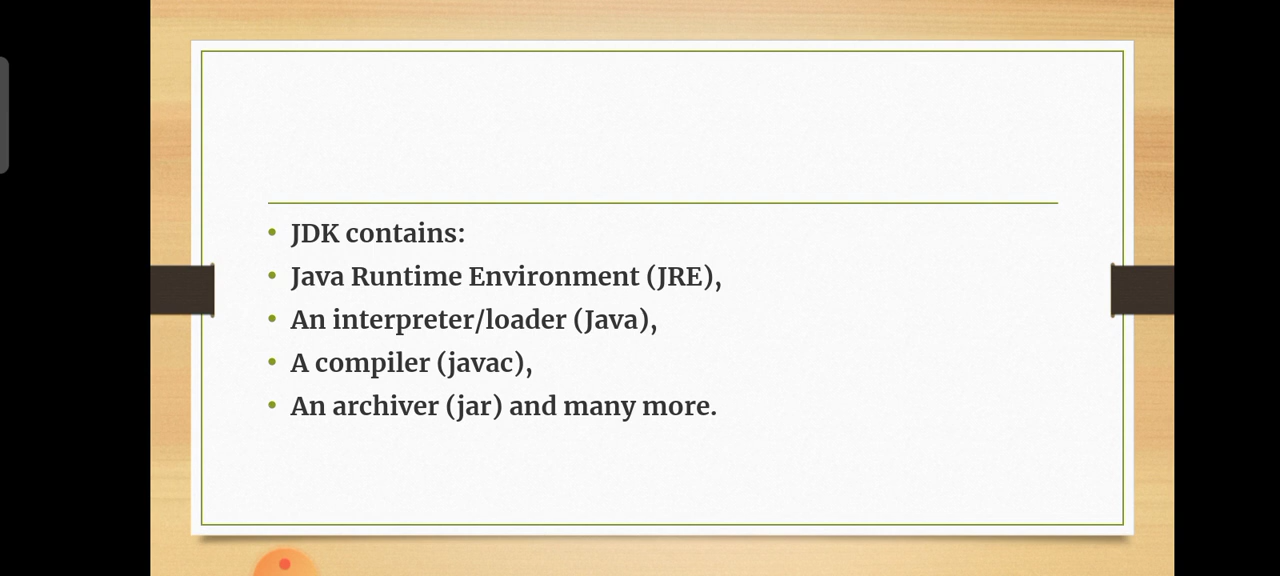 • JDK contains:
• Java Runtime Environment (JRE),
• An interpreter/loader (Java),
• A compiler (javac),
• An archiver (jar) and many more.